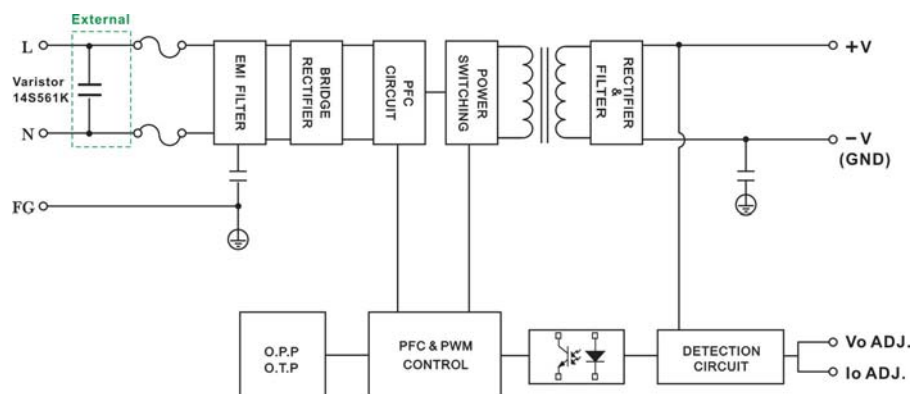 External
L
Varistor
14S561K
N
FG
EMI FILTER
BRIDGE
RECTIFIER
PFC
CIRCUIT
POWER
SWITCHING
RECTIFIER
&
FILTER
+V
-V
(GND)
O.P.P
O.T.P
PFC & PWM
CONTROL
DETECTION
CIRCUIT
Vo ADJ.
Io ADJ.